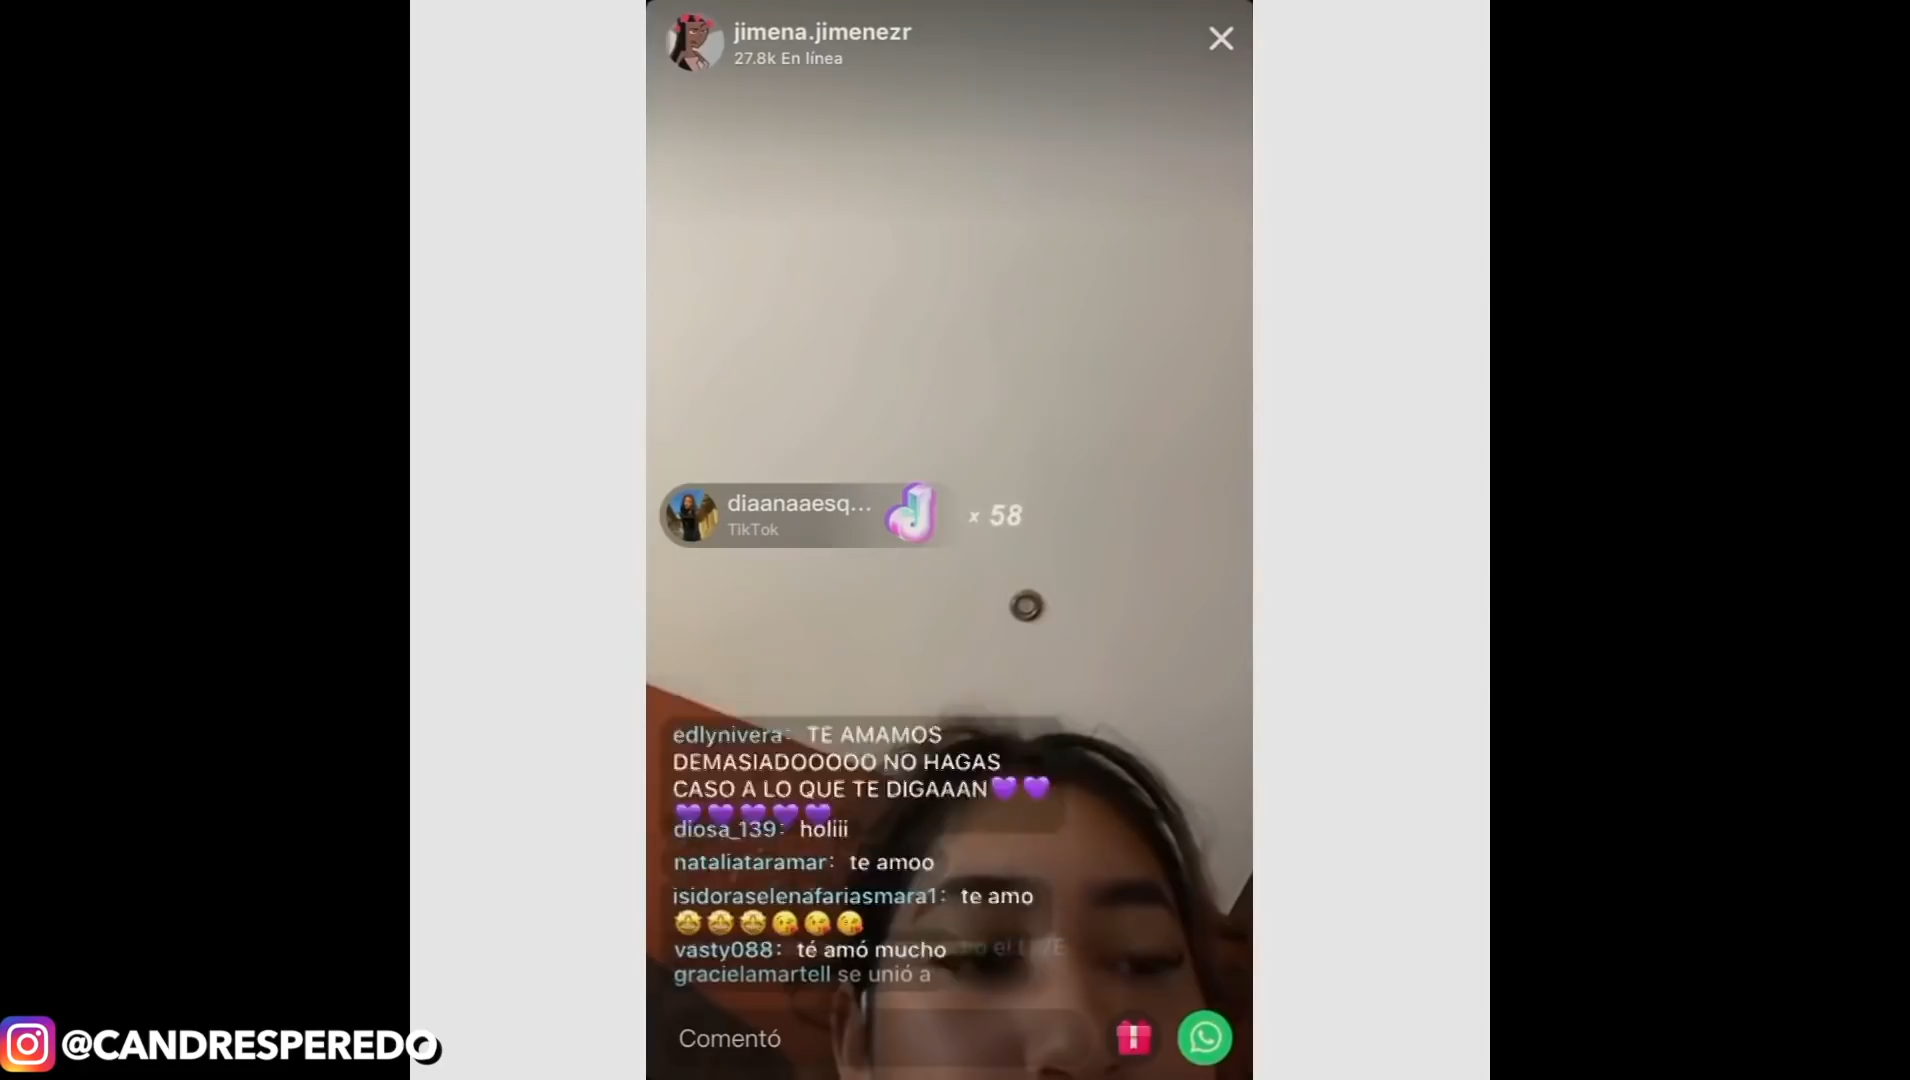 jimena.jimenezr
27.8k En línea
diaanaaesq...
TikTok
x 58
edlynivera: TE AMAMOS
DEMASIADOOOOO NO HAGAS
CASO A LO QUE TE DIGAAAN💜💜
💜💜💜💜💜
diosa_139: holiii
nataliataramar: te amoo
isidoraselenafariasmara1: te amo
🤩🤩🤩😘😘😘
vasty088: té amó mucho
gracielamartell se unió a
Comentó
@CANDRESPEREDO